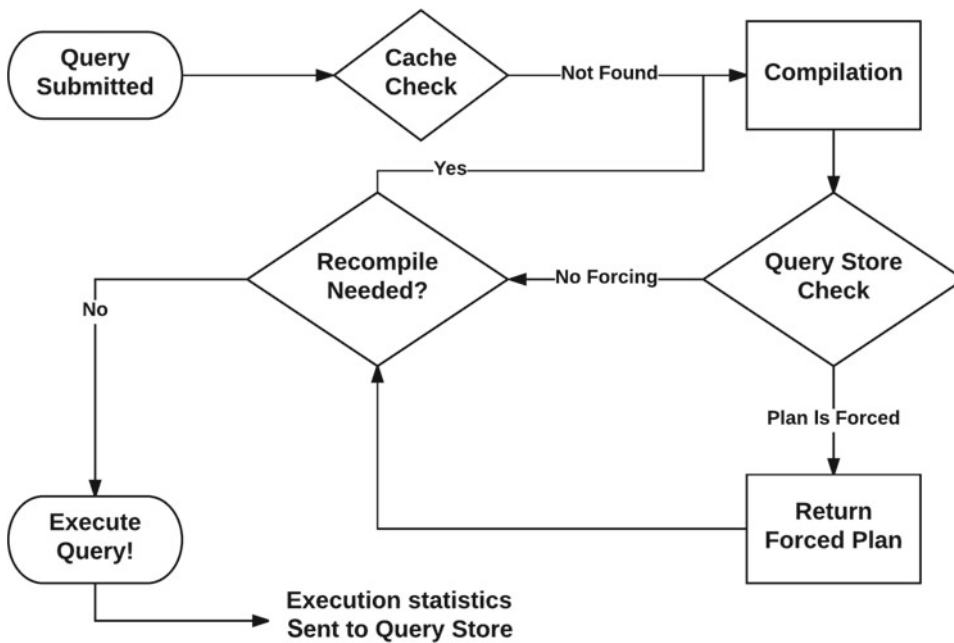 Query
Submitted
Cache
Check
Not Found
Compilation
Yes
Recompile
Needed?
No Forcing
Query Store
Check
No
Plan Is Forced
Execute
Query!
Return
Forced Plan
Execution statistics
Sent to Query Store